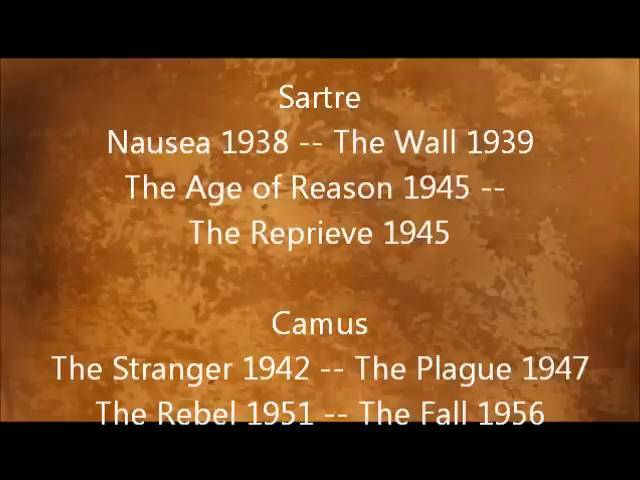 Sartre
Nausea 1938 -- The Wall 1939
The Age of Reason 1945 --
The Reprieve 1945
Camus
The Stranger 1942 -- The Plague 1947
The Rebel 1951 -- The Fall 1956